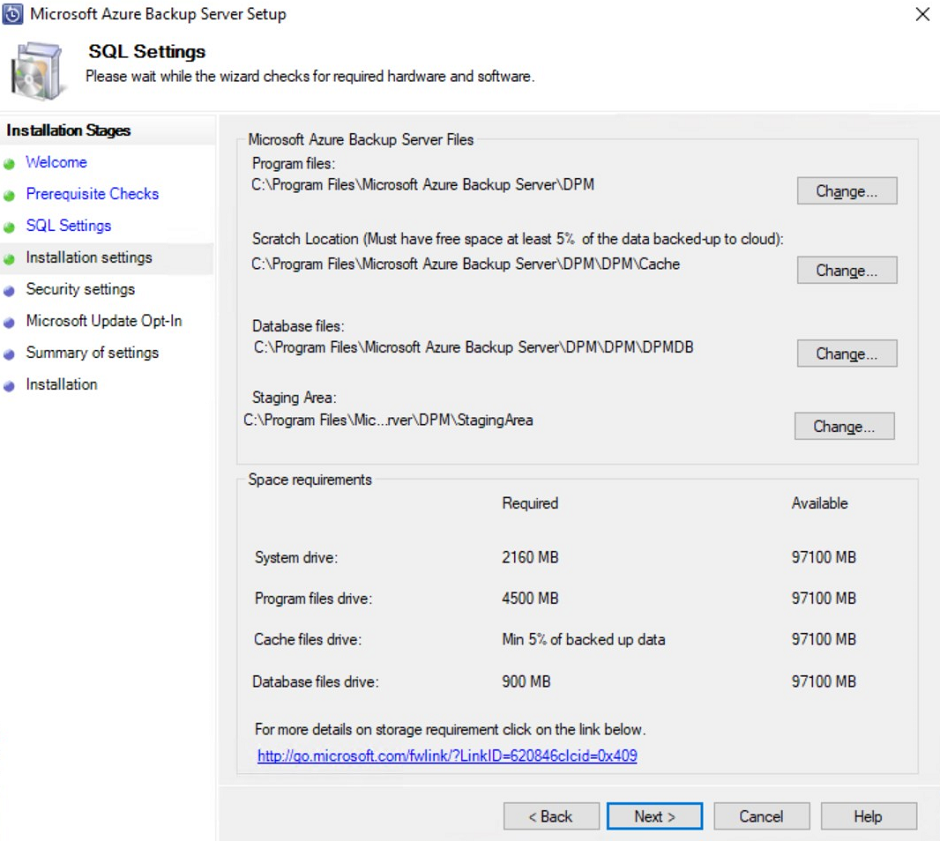 Microsoft Azure Backup Server Setup
SQL Settings
Please wait while the wizard checks for required hardware and software.
Installation Stages
Welcome
Prerequisite Checks
SQL Settings
Installation settings
Security settings
Microsoft Update Opt-In
Summary of settings
Installation
Microsoft Azure Backup Server Files
Program files:
C:\Program Files\Microsoft Azure Backup Server\DPM
Change...
Scratch Location (Must have free space at least 5% of the data backed-up to cloud):
C:\Program Files\Microsoft Azure Backup Server\DPM\DPM\Cache
Change...
Database files:
C:\Program Files\Microsoft Azure Backup Server\DPM\DPM\DPMDB
Change...
Staging Area:
C:\Program Files\Mic...rver\DPM\StagingArea
Change...
Space requirements
Required Available
System drive: 2160 MB 97100 MB
Program files drive: 4500 MB 97100 MB
Cache files drive: Min 5% of backed up data 97100 MB
Database files drive: 900 MB 97100 MB
For more details on storage requirement click on the link below.
http://go.microsoft.com/fwlink/?LinkID=620846clcid=0x409
< Back Next > Cancel Help